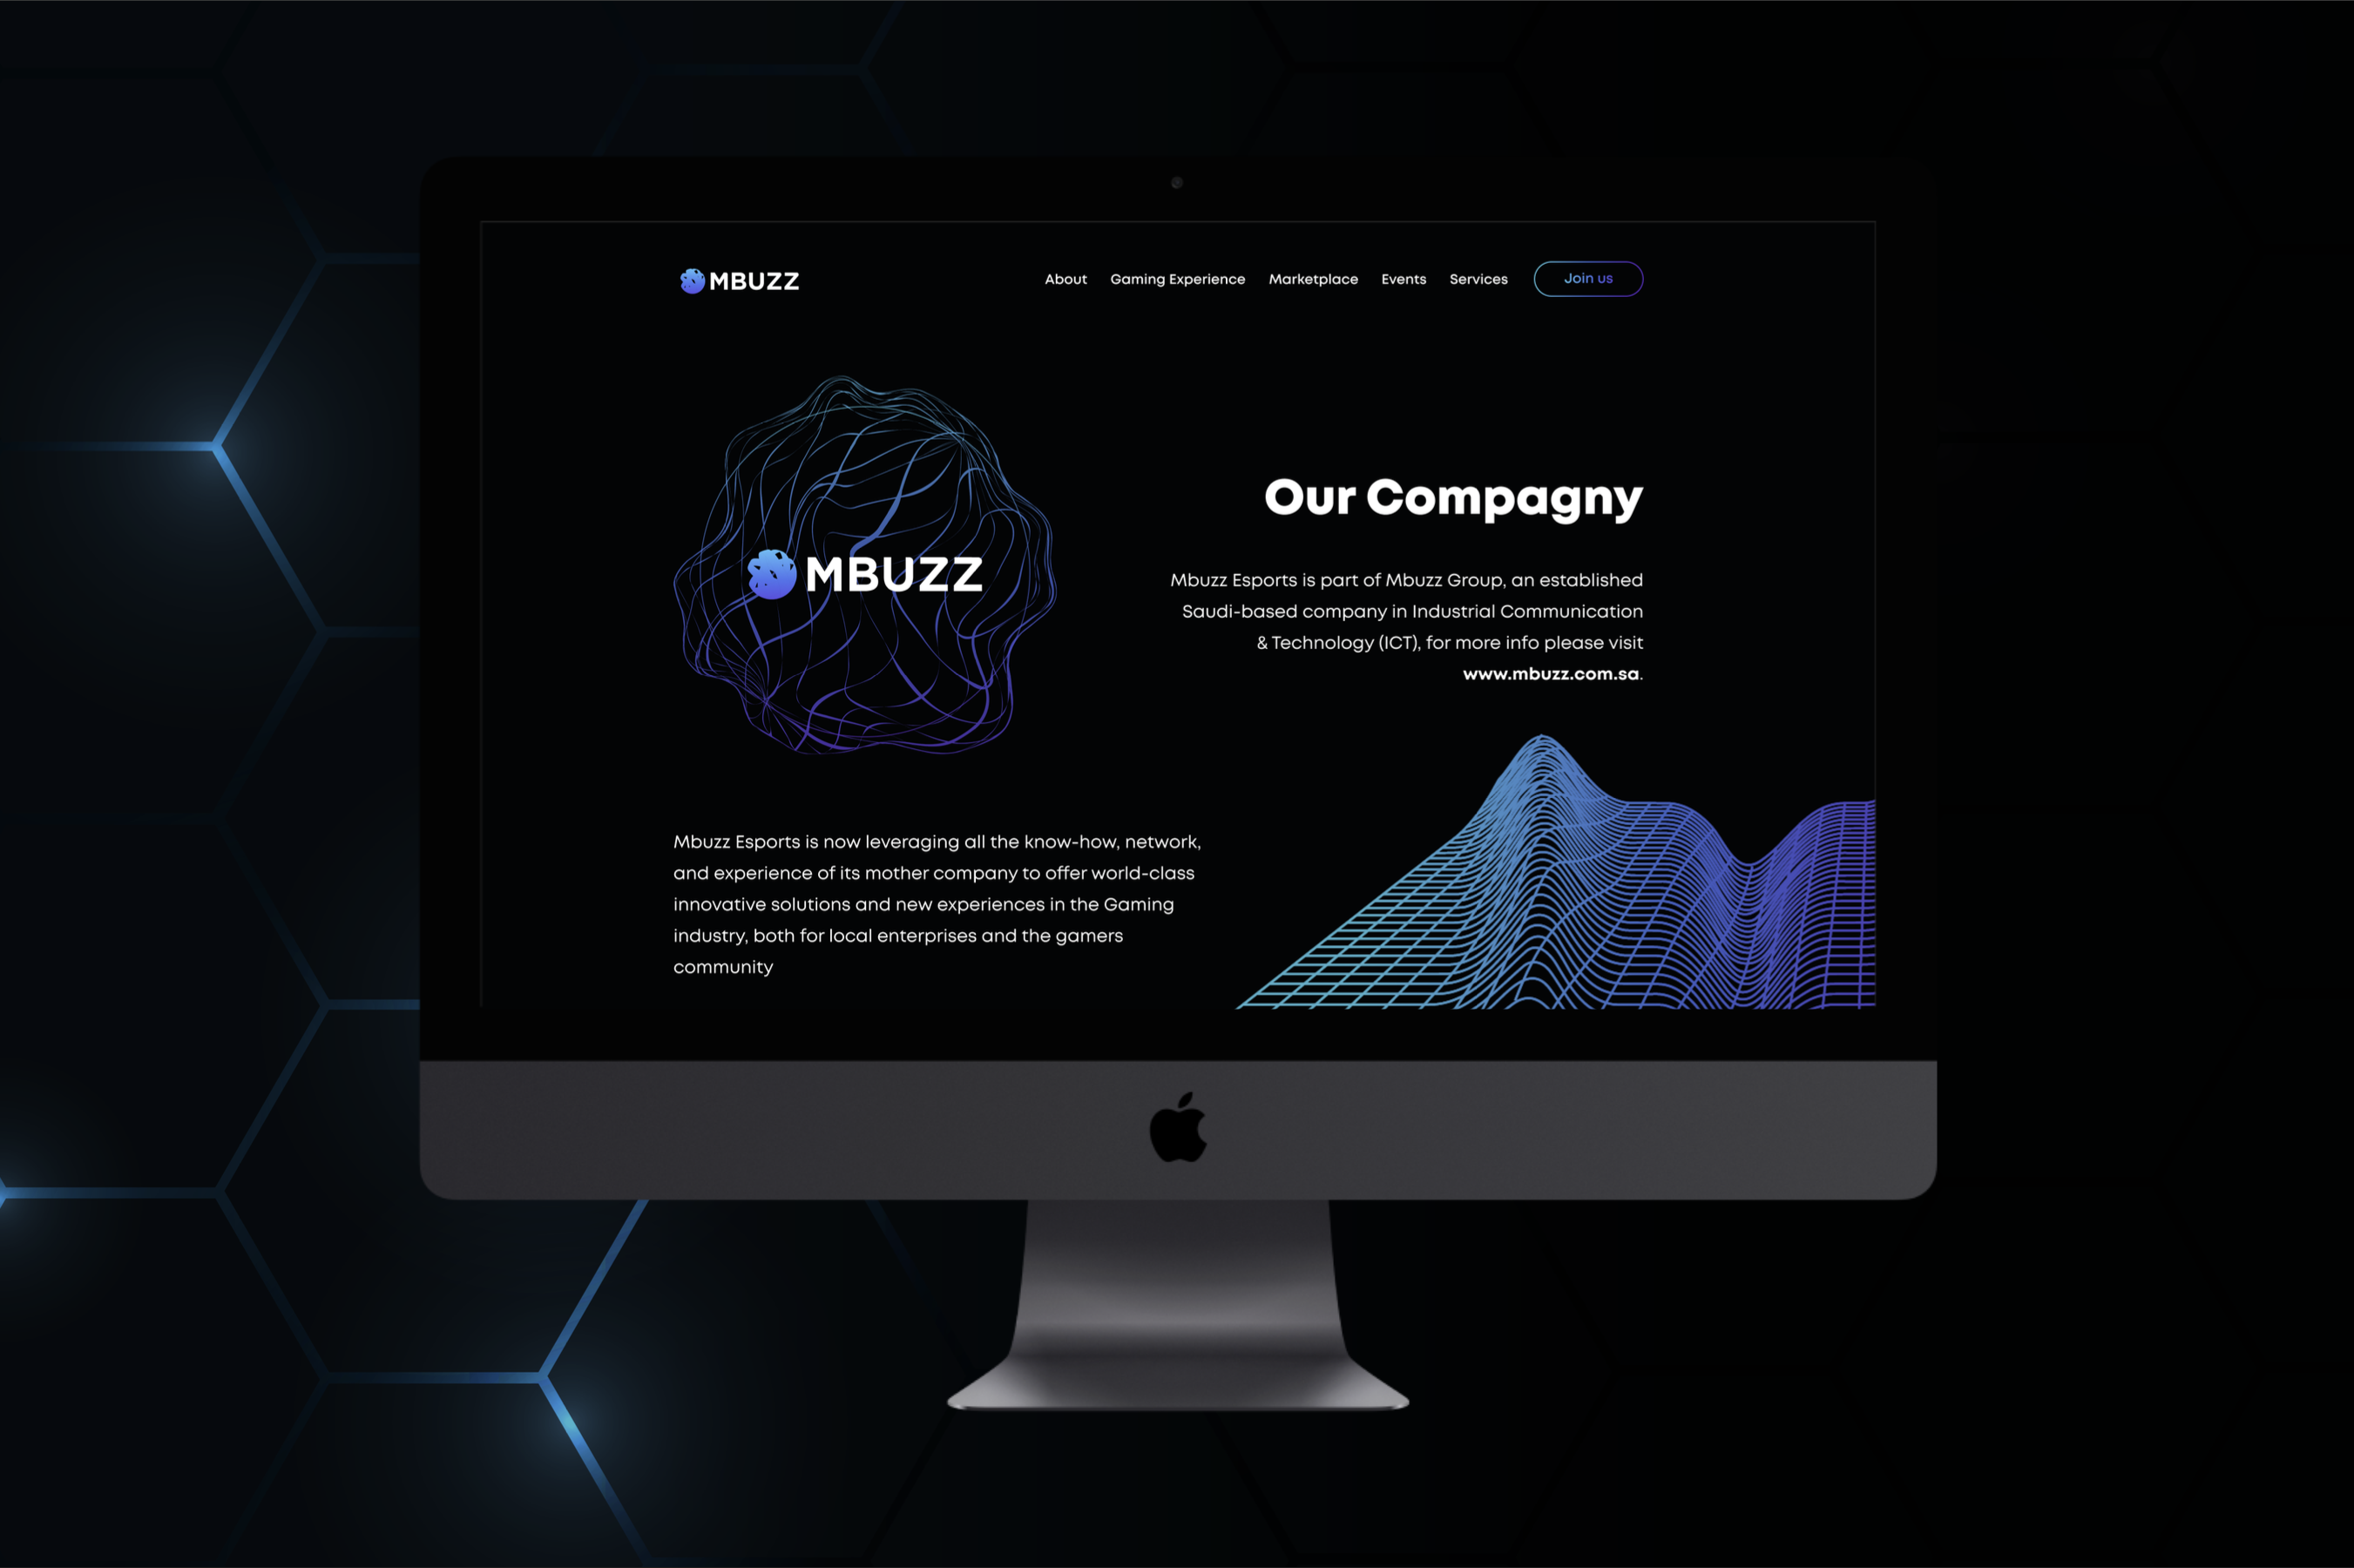 MBUZZ
About Gaming Experience Marketplace Events Services Join us
MBUZZ
Our Compagny
Mbuzz Esports is part of Mbuzz Group, an established
Saudi-based company in Industrial Communication
& Technology (ICT), for more info please visit
www.mbuzz.com.sa.
Mbuzz Esports is now leveraging all the know-how, network,
and experience of its mother company to offer world-class
innovative solutions and new experiences in the Gaming
industry, both for local enterprises and the gamers
community